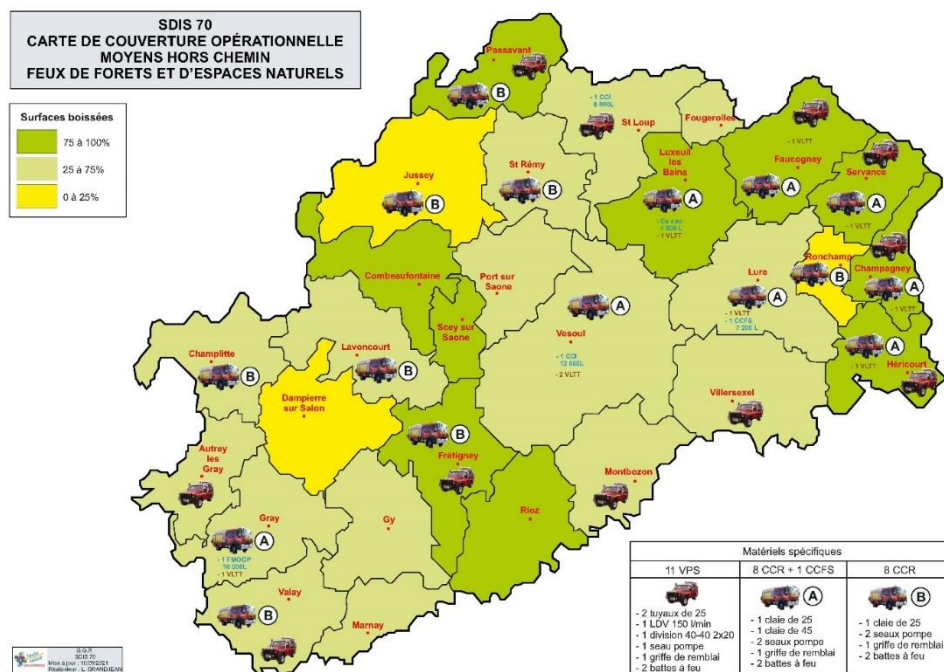 SDIS 70
CARTE DE COUVERTURE OPÉRATIONNELLE
MOYENS HORS CHEMIN
FEUX DE FORETS ET D'ESPACES NATURELS
Surfaces boissées
75 à 100%
25 à 75%
0 à 25%
Passavant
B
- 1 CCI
St Loup
Fougerolles
Jussey
B
St Rémy
B
Luxeuil
les
Bains
A
- 1 VLTT
- 1 VLTT
Faucogney
A
Servance
A
- 1 VLTT
Combeaufontaine
Port sur
Saone
Scey sur
Saone
Vesoul
A
- 1 CCI
- 2 VLTT
Lure
A
- 1 VLTT
- 1 CCFS
7 200 L
Ronchamp
B
Champagney
A
- 1 VLTT
A
- 1 VLTT
Héricourt
Champlitte
B
Lavoncourt
B
Dampierre
sur Salon
Villersexel
B
Frétigney
Autrey
les
Gray
Montbozon
Gray
A
- 1 VLTT
Gy
Rioz
Valay
B
Marnay
Matériels spécifiques
11 VPS
- 2 tuyaux de 25
- 1 LDV 150 l/min
- 1 division 40-40 2x20
- 1 seau pompe
- 1 griffe de remblai
- 2 battes à feu
8 CCR + 1 CCFS
A
- 1 claie de 25
- 1 claie de 45
- 2 seaux pompe
- 1 griffe de remblai
- 2 battes à feu
8 CCR
B
- 1 claie de 25
- 2 seaux pompe
- 1 griffe de remblai
- 2 battes à feu
SDIS 70